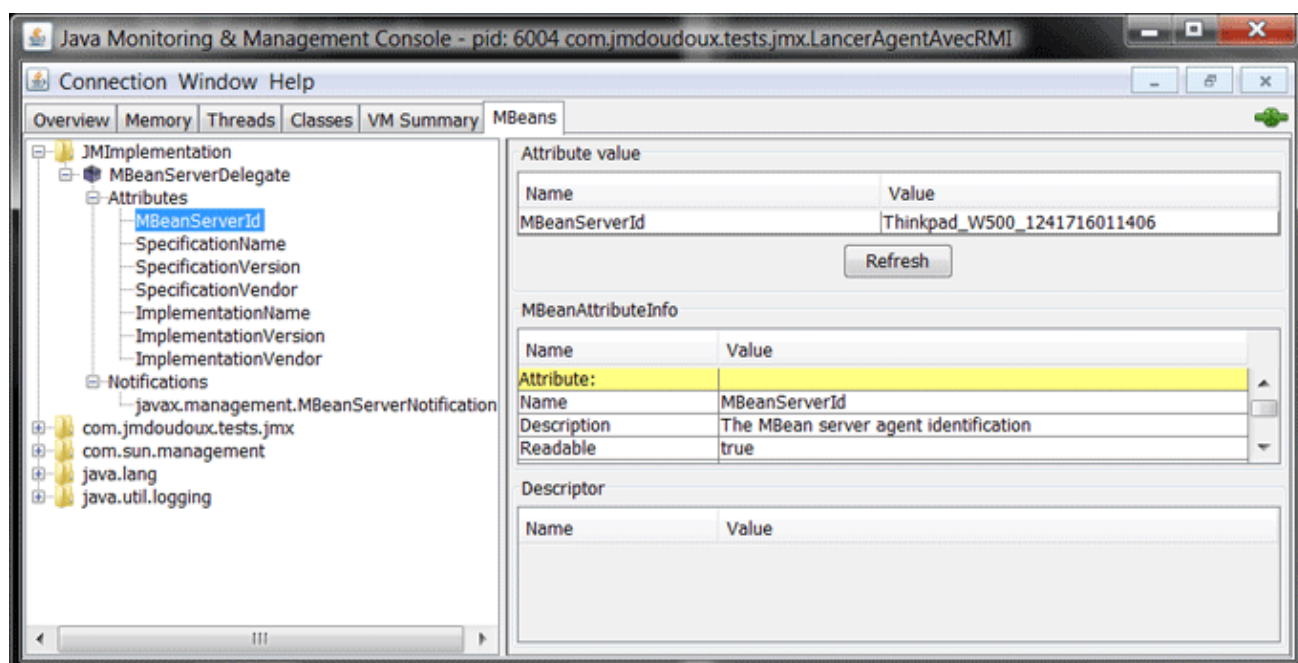 Java Monitoring & Management Console - pid: 6004 com.jmdoudoux.tests.jmx.LancerAgentAvecRMI
Connection Window Help
Overview Memory Threads Classes VM Summary MBeans
JMImplementation
MBeanServerDelegate
Attributes
MBeanServerId
SpecificationName
SpecificationVersion
SpecificationVendor
ImplementationName
ImplementationVersion
ImplementationVendor
Notifications
javax.management.MBeanServerNotification
com.jmdoudoux.tests.jmx
com.sun.management
java.lang
java.util.logging
Attribute value
Name Value
MBeanServerId Thinkpad_W500_1241716011406
Refresh
MBeanAttributeInfo
Name Value
Attribute:
Name MBeanServerId
Description The MBean server agent identification
Readable true
Descriptor
Name Value